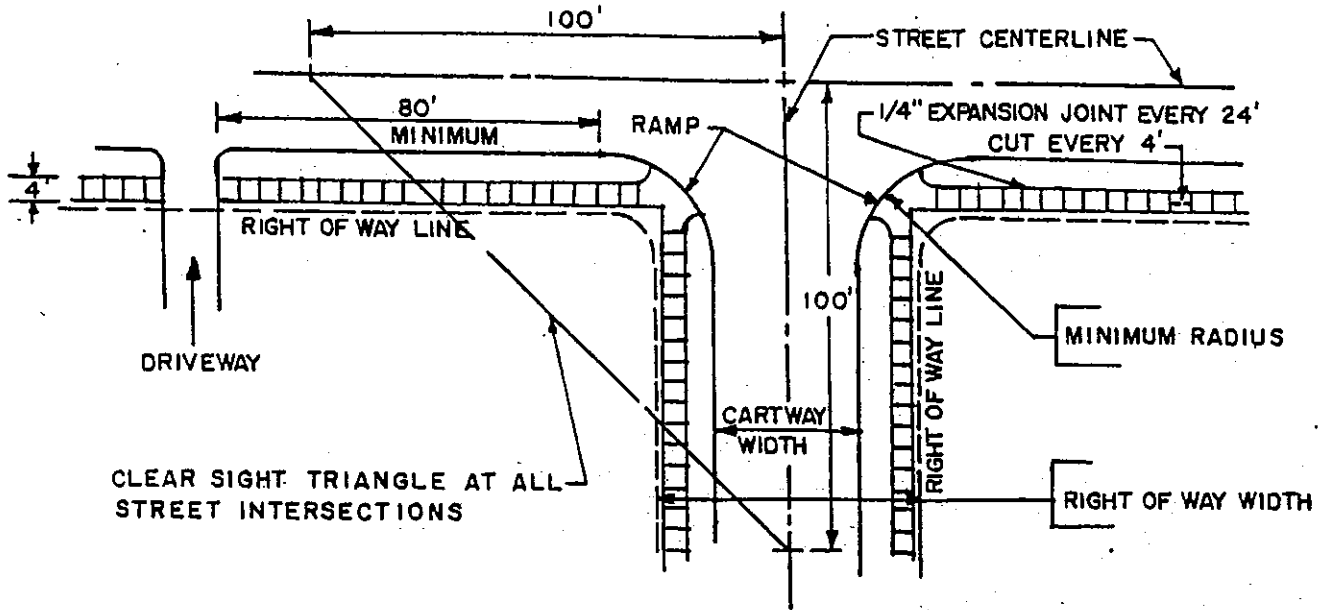 100'
STREET CENTERLINE
80'
MINIMUM
RAMP
1/4" EXPANSION JOINT EVERY 24'
CUT EVERY 4'
4'
RIGHT OF WAY LINE
100'
RIGHT OF WAY LINE
MINIMUM RADIUS
DRIVEWAY
CARTWAY
WIDTH
CLEAR SIGHT TRIANGLE AT ALL
STREET INTERSECTIONS
RIGHT OF WAY WIDTH